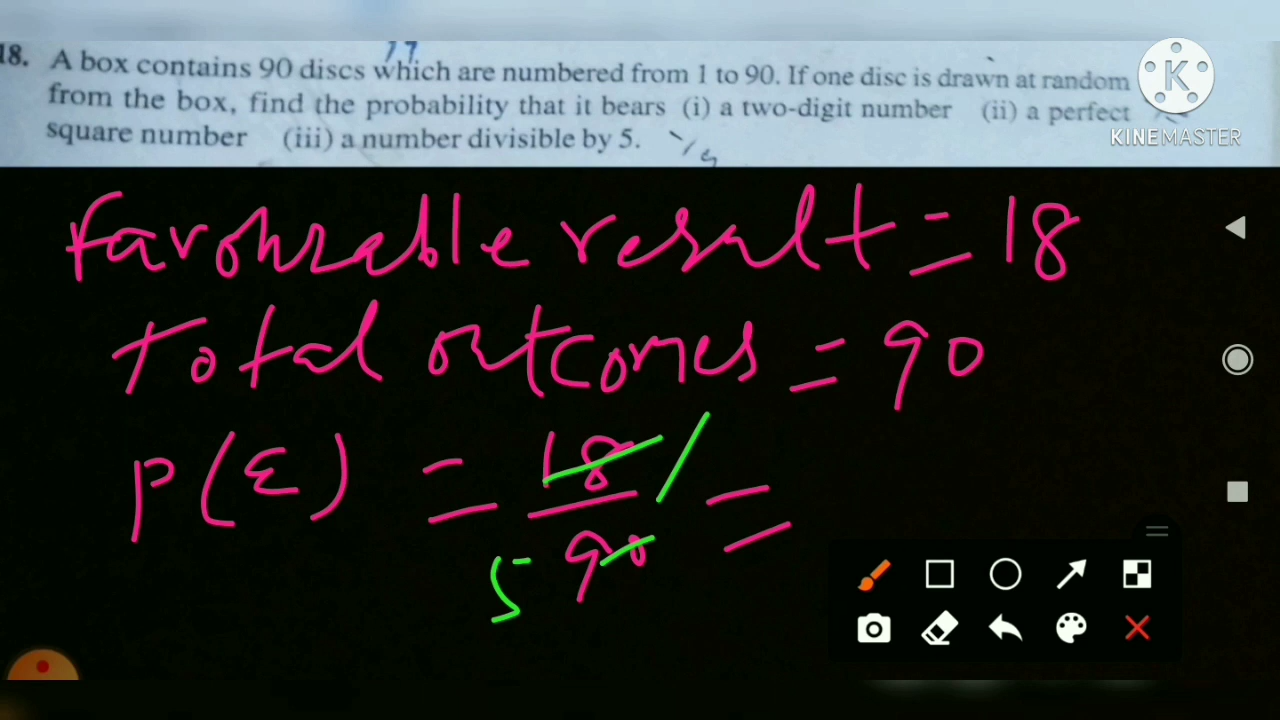 77
18. A box contains 90 discs which are numbered from 1 to 90. If one disc is drawn at random
from the box, find the probability that it bears (i) a two-digit number (ii) a perfect
square number (iii) a number divisible by 5.
K
KINEMASTER
Favourable result = 18
Total outcomes = 90
P(E) = 18/90 =
5